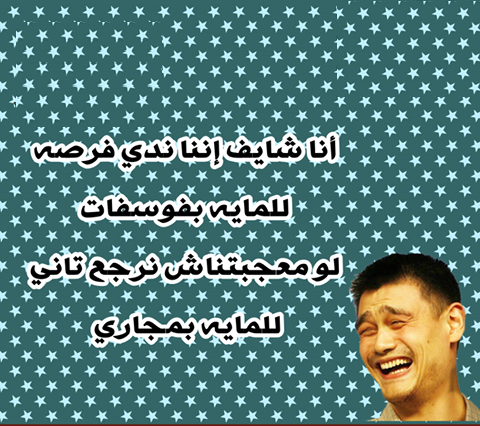 أنا شايف إننا ندي فرصه
للمايه بفوسفات
لو معجبتناش نرجع تاني
للمايه بمجاري